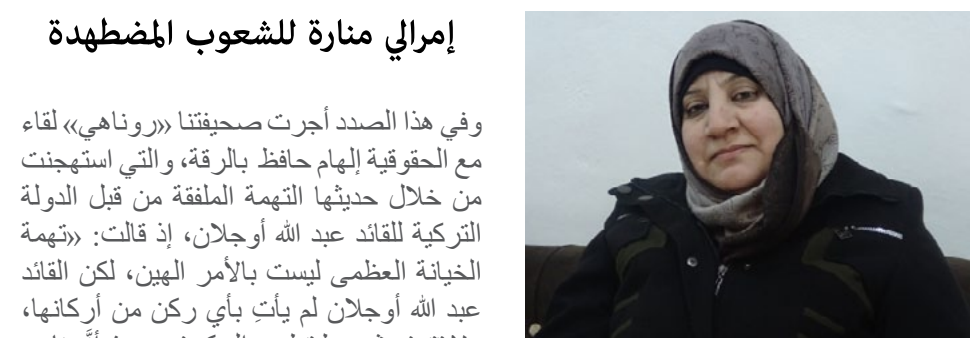 إمرالي منارة للشعوب المضطهدة
وفي هذا الصدد أجرت صحيفتنا «روناهي» لقاء
مع الحقوقية إلهام حافظ بالرقة، والتي استهجنت
من خلال حديثها التهمة الملفقة من قبل الدولة
التركية للقائد عبد الله أوجلان، إذ قالت: «تهمة
الخيانة العظمى ليست بالأمر الهين، لكن القائد
عبد الله أوجلان لم يأتِ بأي ركن من أركانها،